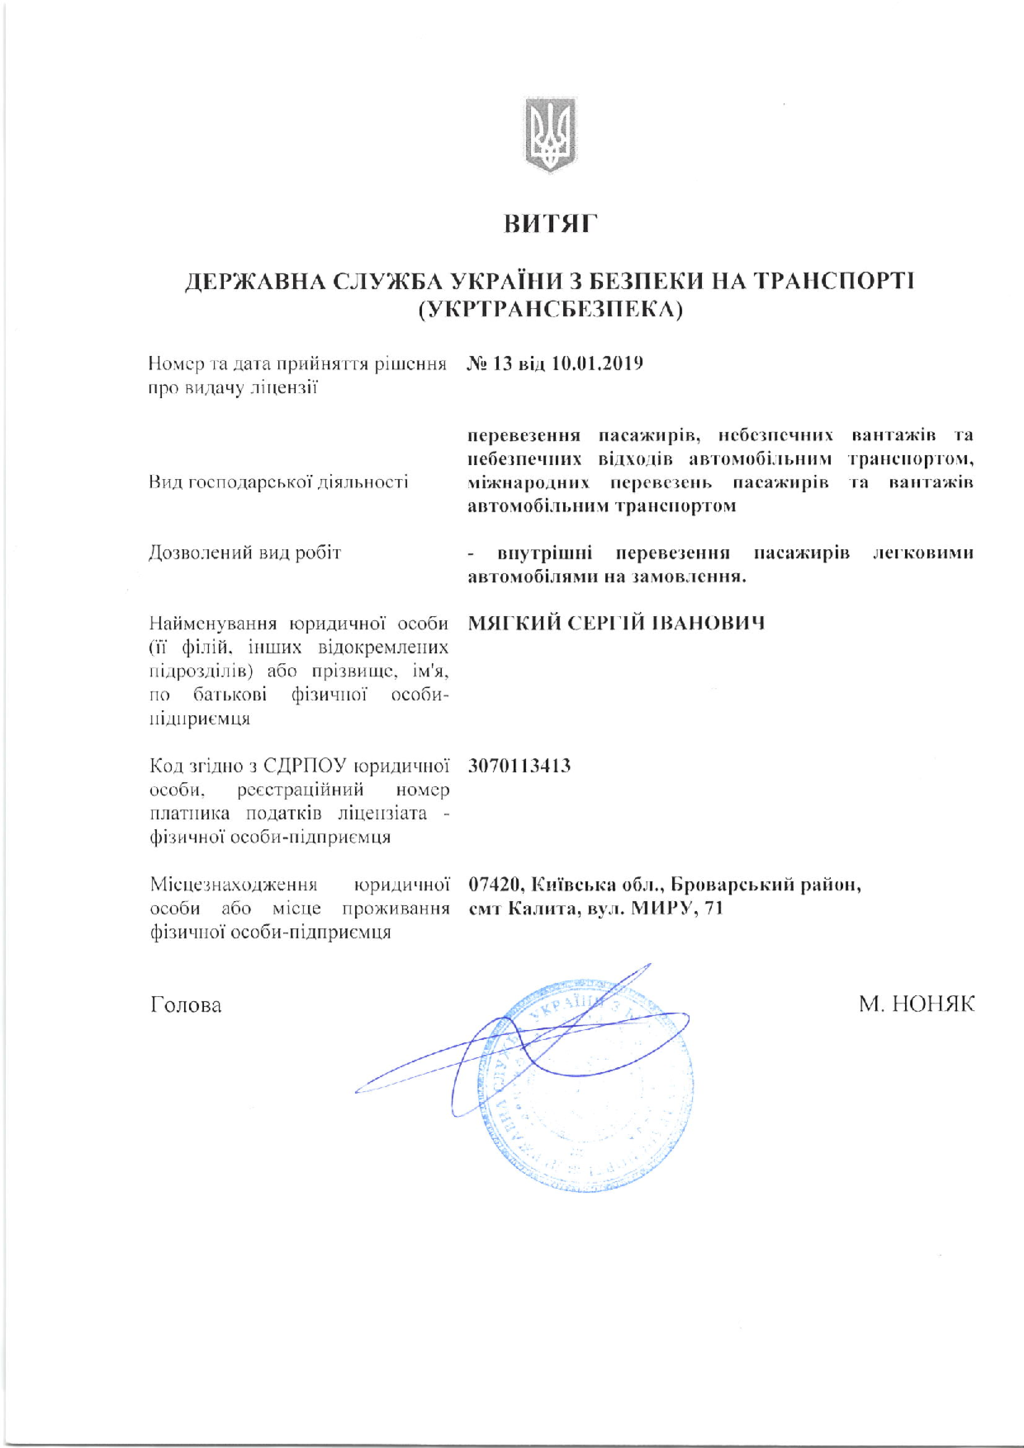 ВИТЯГ
ДЕРЖАВНА СЛУЖБА УКРАЇНИ З БЕЗПЕКИ НА ТРАНСПОРТІ
(УКРТРАНСБЕЗПЕКА)
Номер та дата прийняття рішення № 13 від 10.01.2019
про видачу ліцензії
перевезення пасажирів, небезпечних вантажів та
небезпечних відходів автомобільним транспортом,
Вид господарської діяльності міжнародних перевезень пасажирів та вантажів
автомобільним транспортом
Дозволений вид робіт - внутрішні перевезення пасажирів легковими
автомобілями на замовлення.
Найменування юридичної особи МЯГКИЙ СЕРГІЙ ІВАНОВИЧ
(її філій, інших відокремлених
підрозділів) або прізвище, ім'я,
по батькові фізичної особи-
підприємця
Код згідно з ЄДРПОУ юридичної 3070113413
особи, реєстраційний номер
платника податків ліцензіата -
фізичної особи-підприємця
Місцезнаходження юридичної 07420, Київська обл., Броварський район,
особи або місце проживання смт Калита, вул. МИРУ, 71
фізичної особи-підприємця
Голова М. НОНЯК
СЛУЖБА УКРАЇНИ З